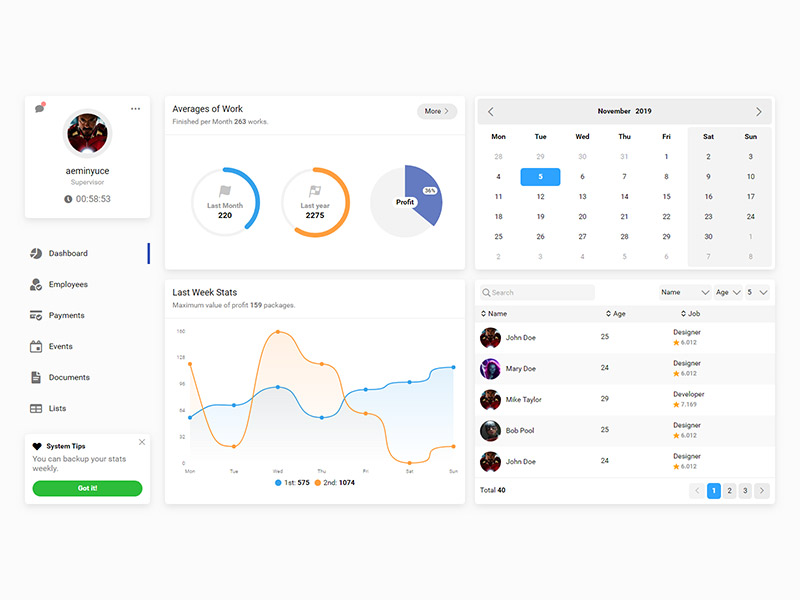 aeminyuce
Supervisor
00:58:53
Dashboard
Employees
Payments
Events
Documents
Lists
System Tips
You can backup your stats
weekly.
Got it!
Averages of Work
Finished per Month 263 works.
More
Last Month
220
Last year
2275
36%
Profit
Last Week Stats
Maximum value of profit 159 packages.
160
128
96
64
32
0
Mon Tue Wed Thu Fri Sat Sun
1st: 575 2nd: 1074
November 2019
Mon Tue Wed Thu Fri Sat Sun
28 29 30 31 1 2 3
4 5 6 7 8 9 10
11 12 13 14 15 16 17
18 19 20 21 22 23 24
25 26 27 28 29 30 1
2 3 4 5 6 7 8
Search Name Age 5
Name Age Job
John Doe 25 Designer
6.012
Mary Doe 24 Designer
6.012
Mike Taylor 29 Developer
7.169
Bob Pool 25 Designer
6.012
John Doe 24 Designer
6.012
Total 40 1 2 3